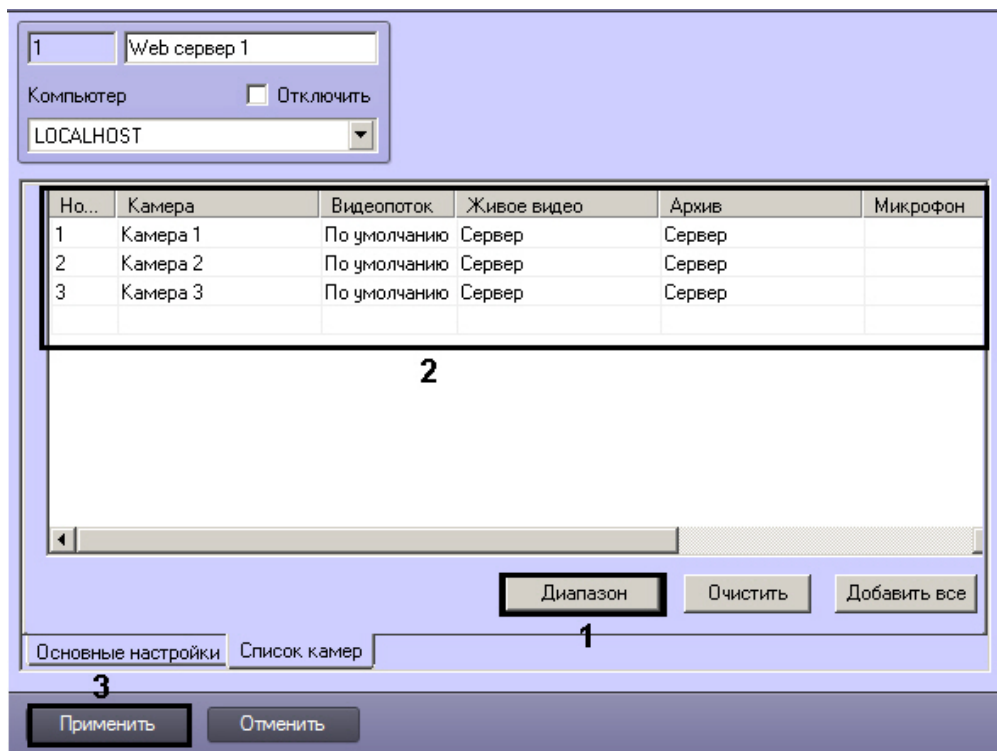 1 Web сервер 1
Компьютер Отключить
LOCALHOST
Но... Камера Видеопоток Живое видео Архив Микрофон
1 Камера 1 По умолчанию Сервер Сервер
2 Камера 2 По умолчанию Сервер Сервер
3 Камера 3 По умолчанию Сервер Сервер
2
Диапазон Очистить Добавить все
1
Основные настройки Список камер
3
Применить Отменить